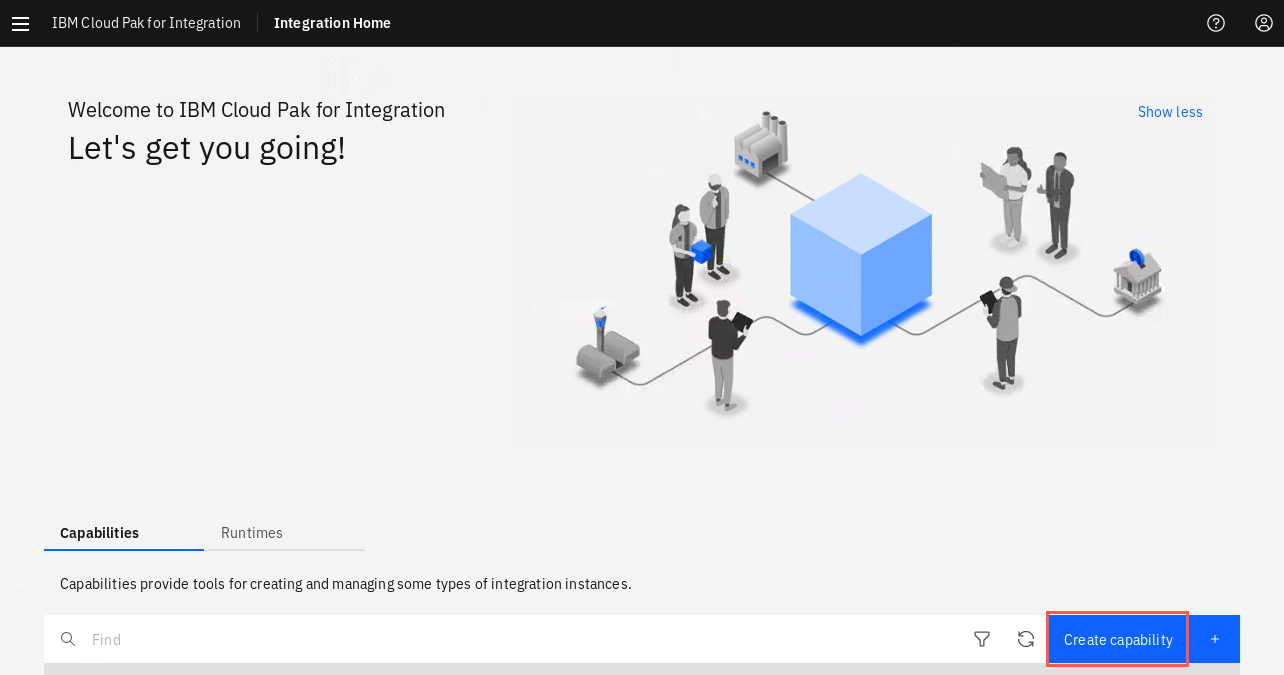 IBM Cloud Pak for Integration
Integration Home
Welcome to IBM Cloud Pak for Integration
Show less
Let's get you going!
Capabilities
Runtimes
Capabilities provide tools for creating and managing some types of integration instances.
Find
Create capability +